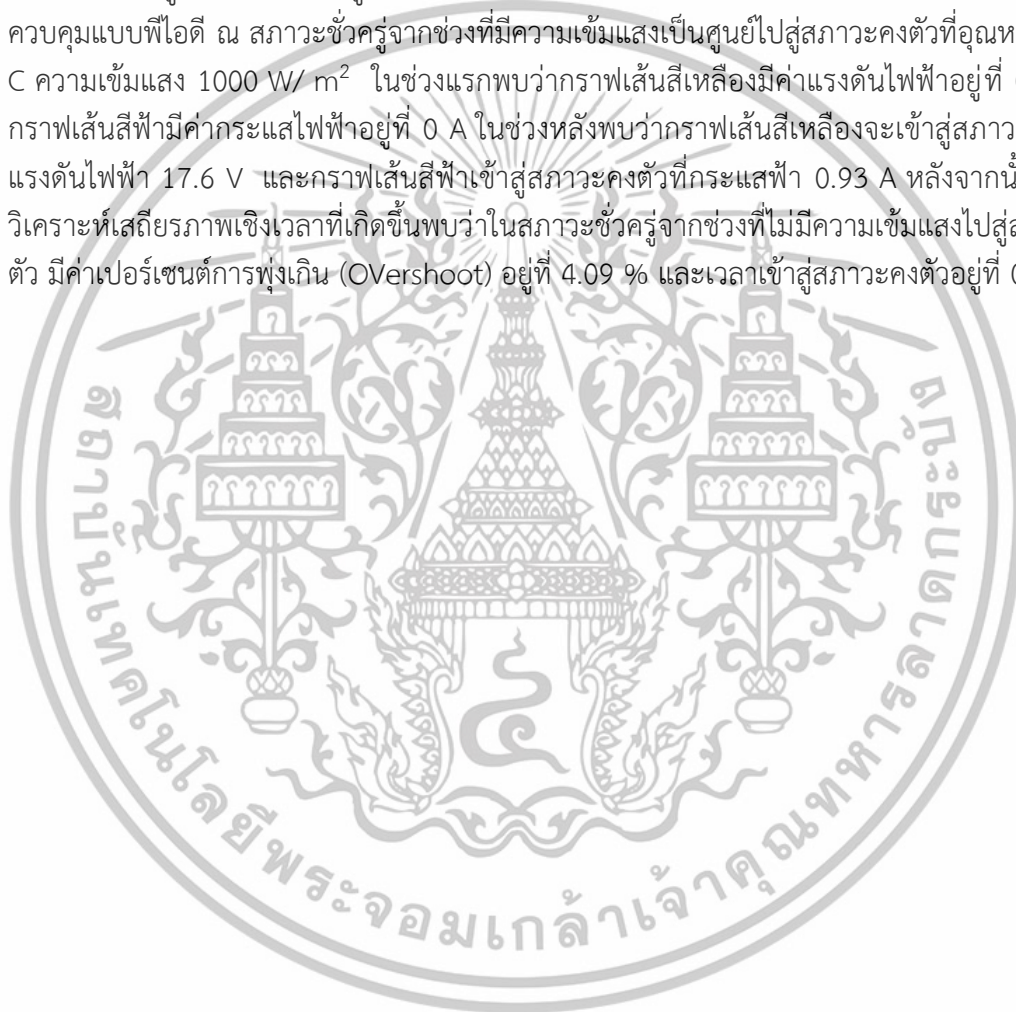 ควบคุมแบบพีไอดี ณ สภาวะชั่วครู่จากช่วงที่มีความเข้มแสงเป็นศูนย์ไปสู่สภาวะคงตัวที่อุณห
C ความเข้มแสง 1000 W/ m² ในช่วงแรกพบว่ากราฟเส้นสีเหลืองมีค่าแรงดันไฟฟ้าอยู่ที่
กราฟเส้นสีฟ้ามีค่ากระแสไฟฟ้าอยู่ที่ 0 A ในช่วงหลังพบว่ากราฟเส้นสีเหลืองจะเข้าสู่สภาว
แรงดันไฟฟ้า 17.6 V และกราฟเส้นสีฟ้าเข้าสู่สภาวะคงตัวที่กระแสฟ้า 0.93 A หลังจากนั้
วิเคราะห์เสถียรภาพเชิงเวลาที่เกิดขึ้นพบว่าในสภาวะชั่วครู่จากช่วงที่ไม่มีความเข้มแสงไปสู่ส
ตัว มีค่าเปอร์เซนต์การพุ่งเกิน (OVershoot) อยู่ที่ 4.09 % และเวลาเข้าสู่สภาวะคงตัวอยู่ที่ 0
สถาบันเทคโนโลยีพระจอมเกล้าเจ้าคุณทหารลาดกระบัง
๔